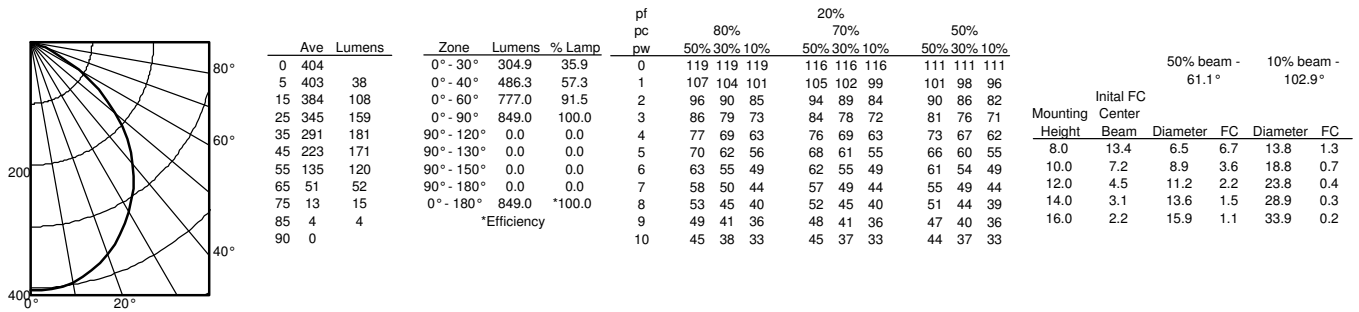 80°
60°
200
40°
400
0°
20°
Ave Lumens
0 404
5 403 38
15 384 108
25 345 159
35 291 181
45 223 171
55 135 120
65 51 52
75 13 15
85 4 4
90 0
Zone Lumens % Lamp
0° - 30° 304.9 35.9
0° - 40° 486.3 57.3
0° - 60° 777.0 91.5
0° - 90° 849.0 100.0
90° - 120° 0.0 0.0
90° - 130° 0.0 0.0
90° - 150° 0.0 0.0
90° - 180° 0.0 0.0
0° - 180° 849.0 *100.0
*Efficiency
pf 20%
pc 80% 70% 50%
pw 50% 30% 10% 50% 30% 10% 50% 30% 10%
0 119 119 119 116 116 116 111 111 111
1 107 104 101 105 102 99 101 98 96
2 96 90 85 94 89 84 90 86 82
3 86 79 73 84 78 72 81 76 71
4 77 69 63 76 69 63 73 67 62
5 70 62 56 68 61 55 66 60 55
6 63 55 49 62 55 49 61 54 49
7 58 50 44 57 49 44 55 49 44
8 53 45 40 52 45 40 51 44 39
9 49 41 36 48 41 36 47 40 36
10 45 38 33 45 37 33 44 37 33
50% beam - 10% beam -
61.1° 102.9°
Inital FC
Mounting Center
Height Beam Diameter FC Diameter FC
8.0 13.4 6.5 6.7 13.8 1.3
10.0 7.2 8.9 3.6 18.8 0.7
12.0 4.5 11.2 2.2 23.8 0.4
14.0 3.1 13.6 1.5 28.9 0.3
16.0 2.2 15.9 1.1 33.9 0.2